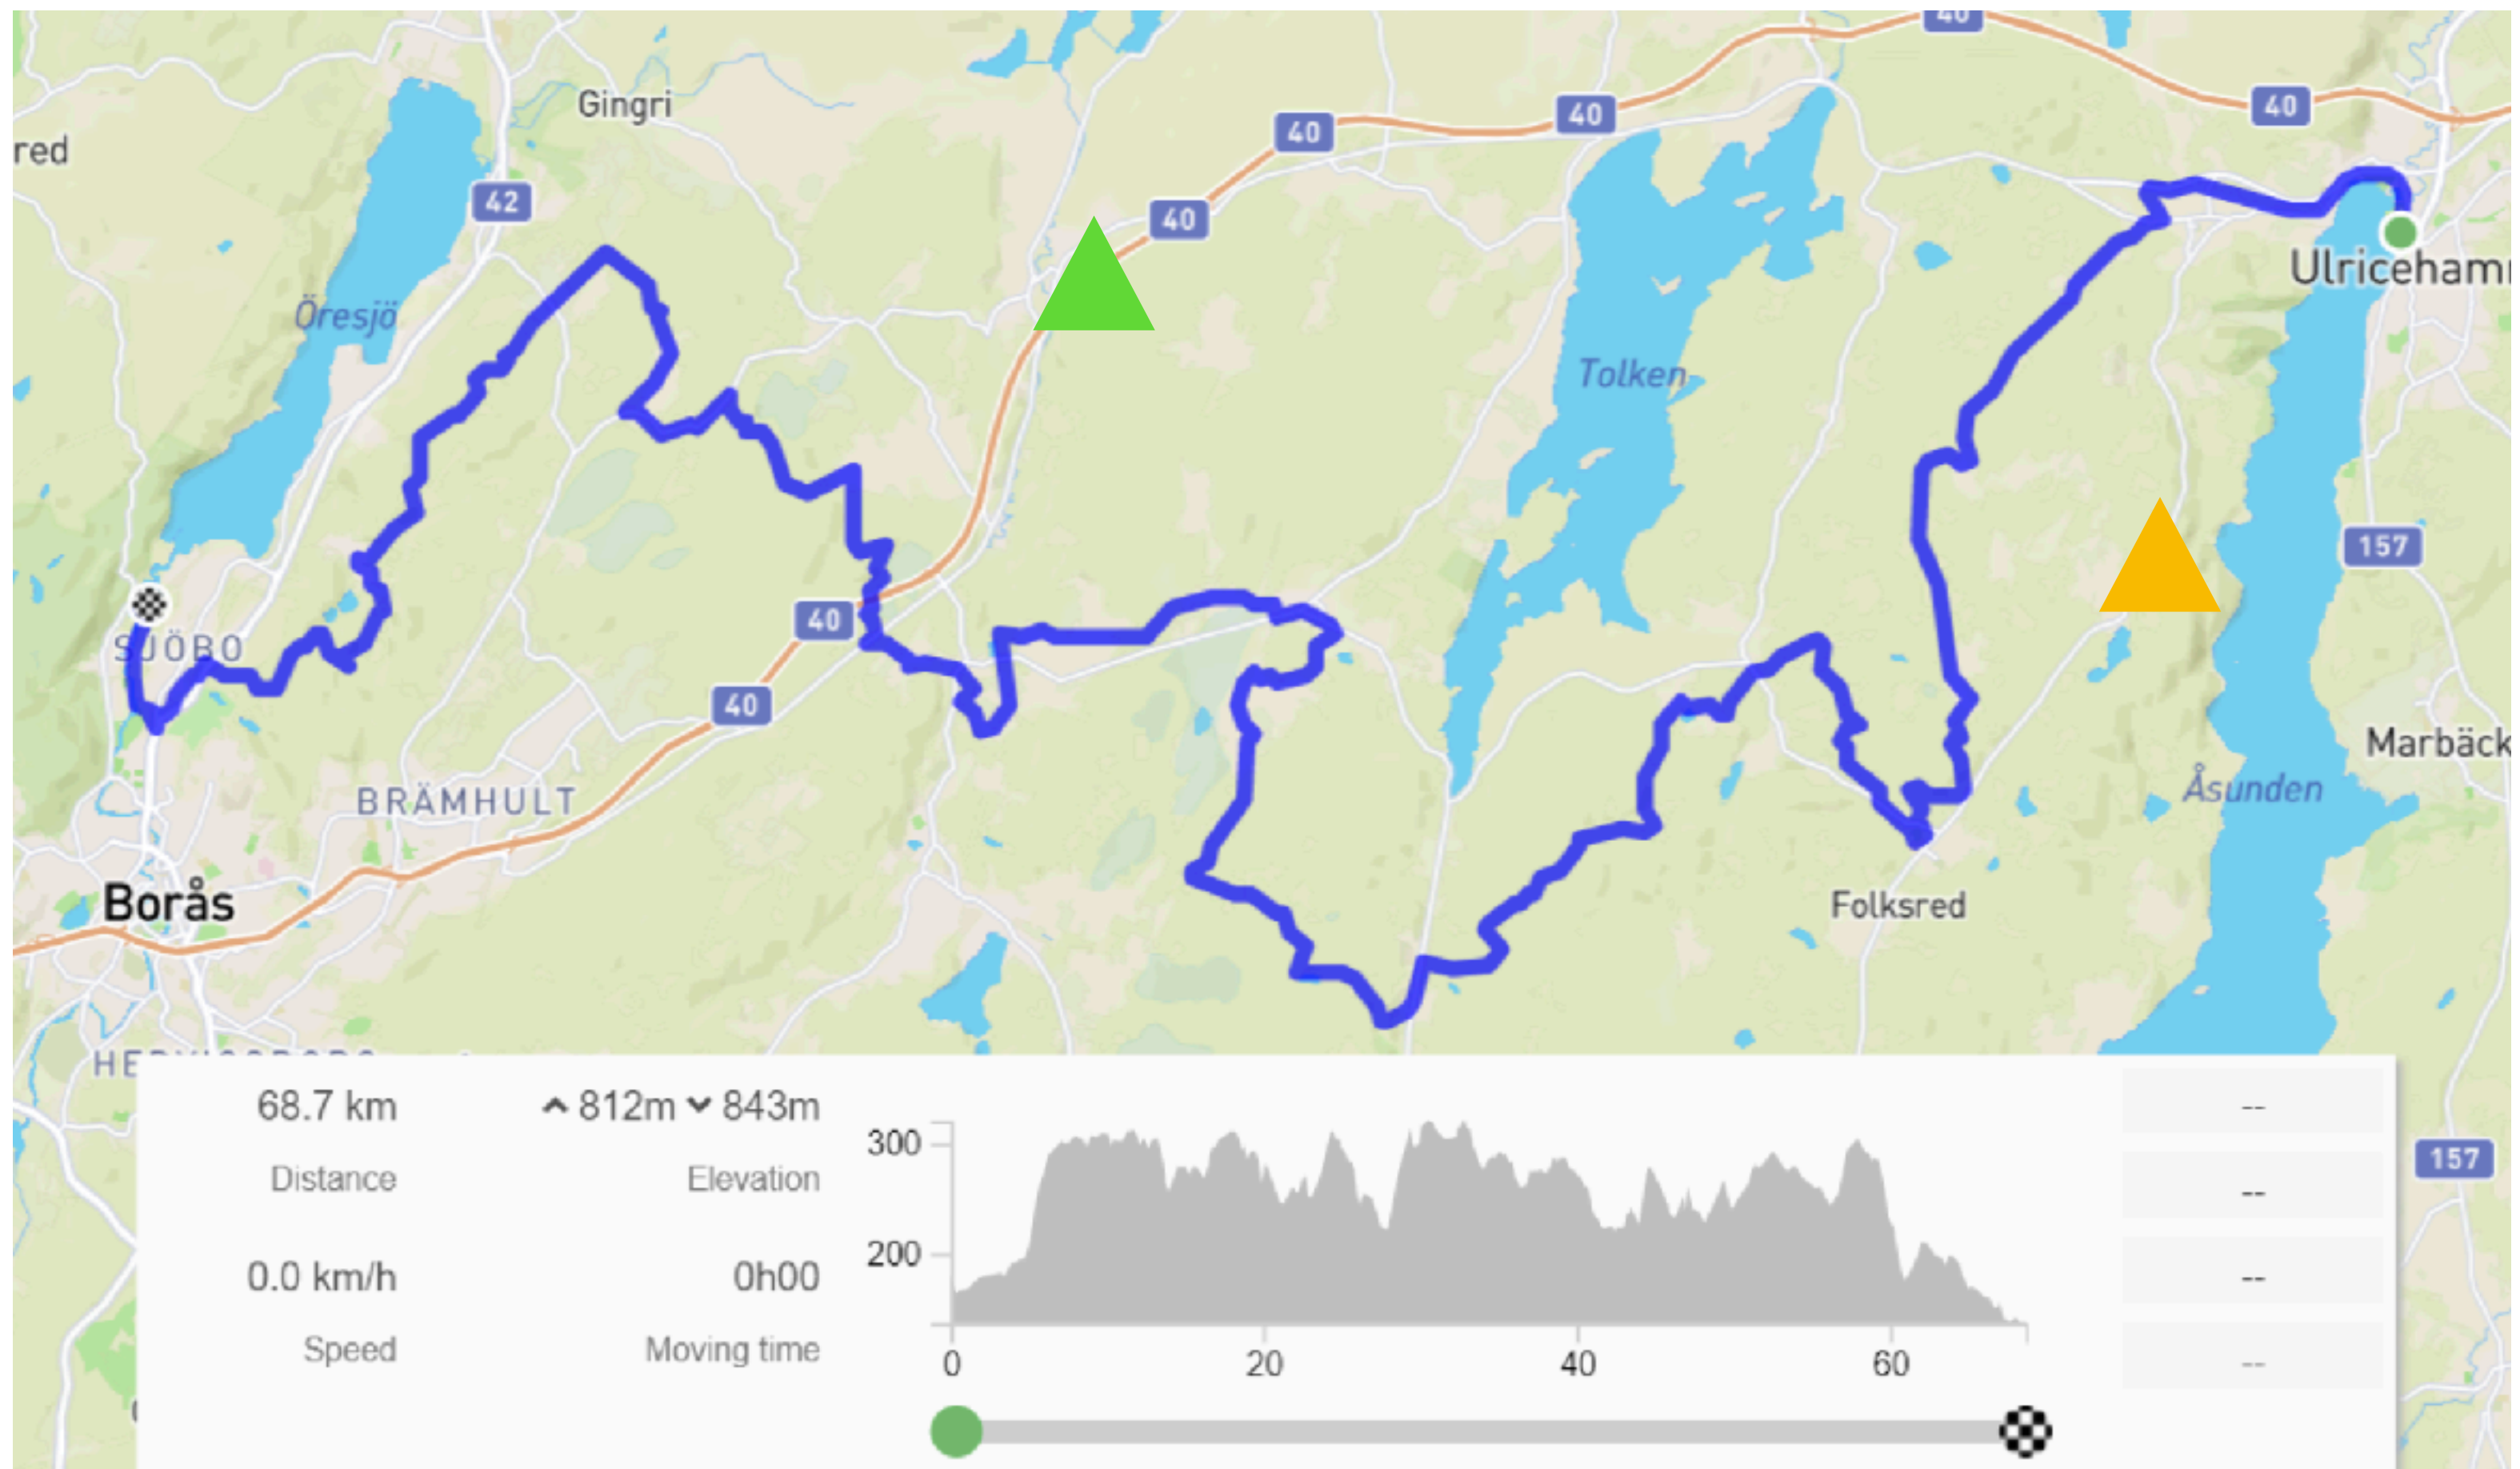 40
Gingri
40
40
40
red
42
40
Ulriceham
Öresjö
Tolken
157
40
SJÖBO
40
Marbäck
BRÄMHULT
Åsunden
Borås
Folksred
68.7 km
812m 843m
Distance
Elevation
0.0 km/h
0h00
Speed
Moving time
300
200
0 20 40 60
--
--
--
--
157